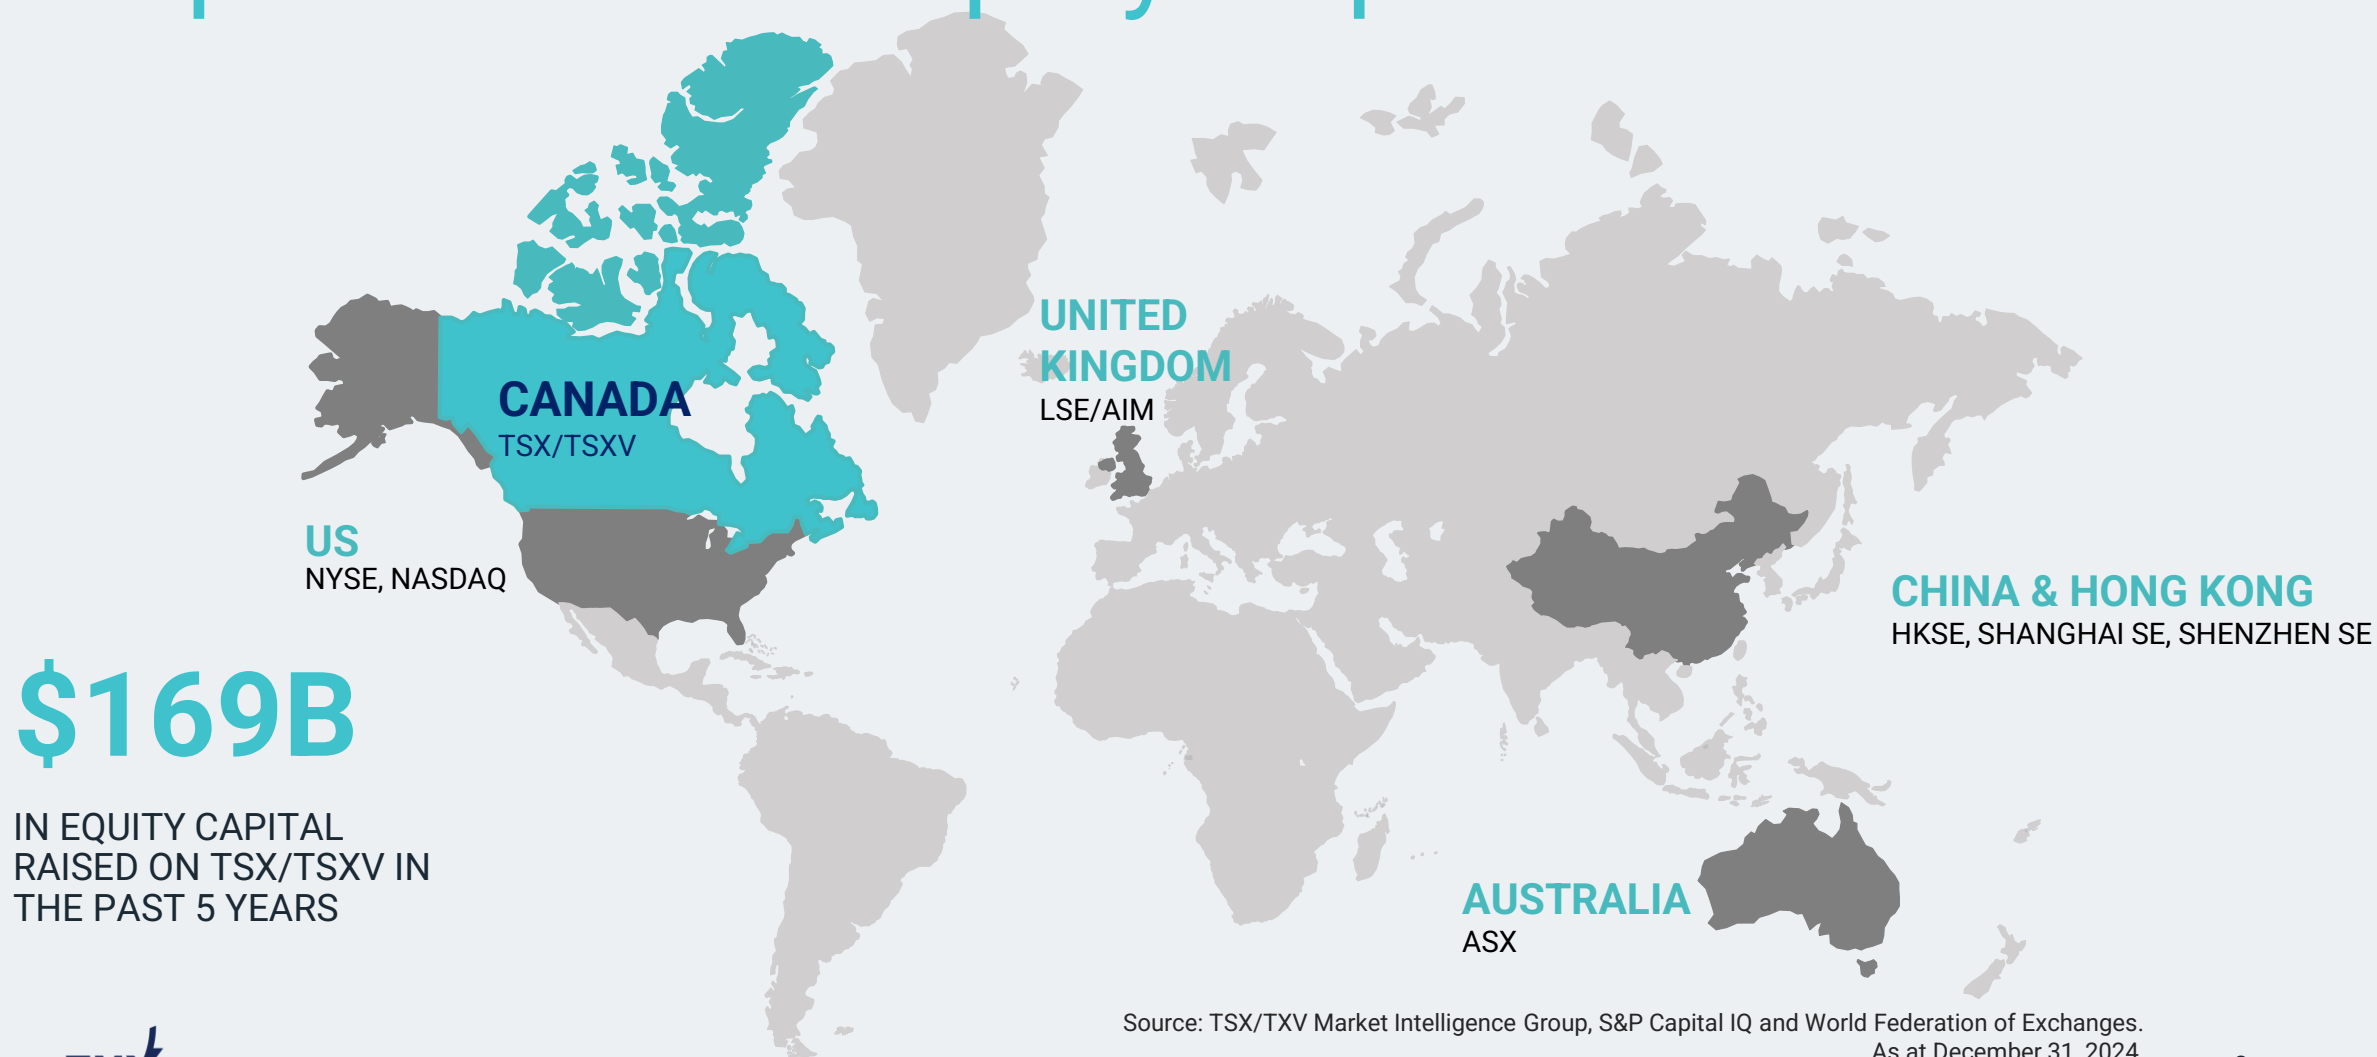 CANADA
TSX/TSXV
UNITED
KINGDOM
LSE/AIM
US
NYSE, NASDAQ
CHINA & HONG KONG
HKSE, SHANGHAI SE, SHENZHEN SE
$169B
IN EQUITY CAPITAL
RAISED ON TSX/TSXV IN
THE PAST 5 YEARS
AUSTRALIA
ASX
Source: TSX/TXV Market Intelligence Group, S&P Capital IQ and World Federation of Exchanges.
As at December 31, 2024